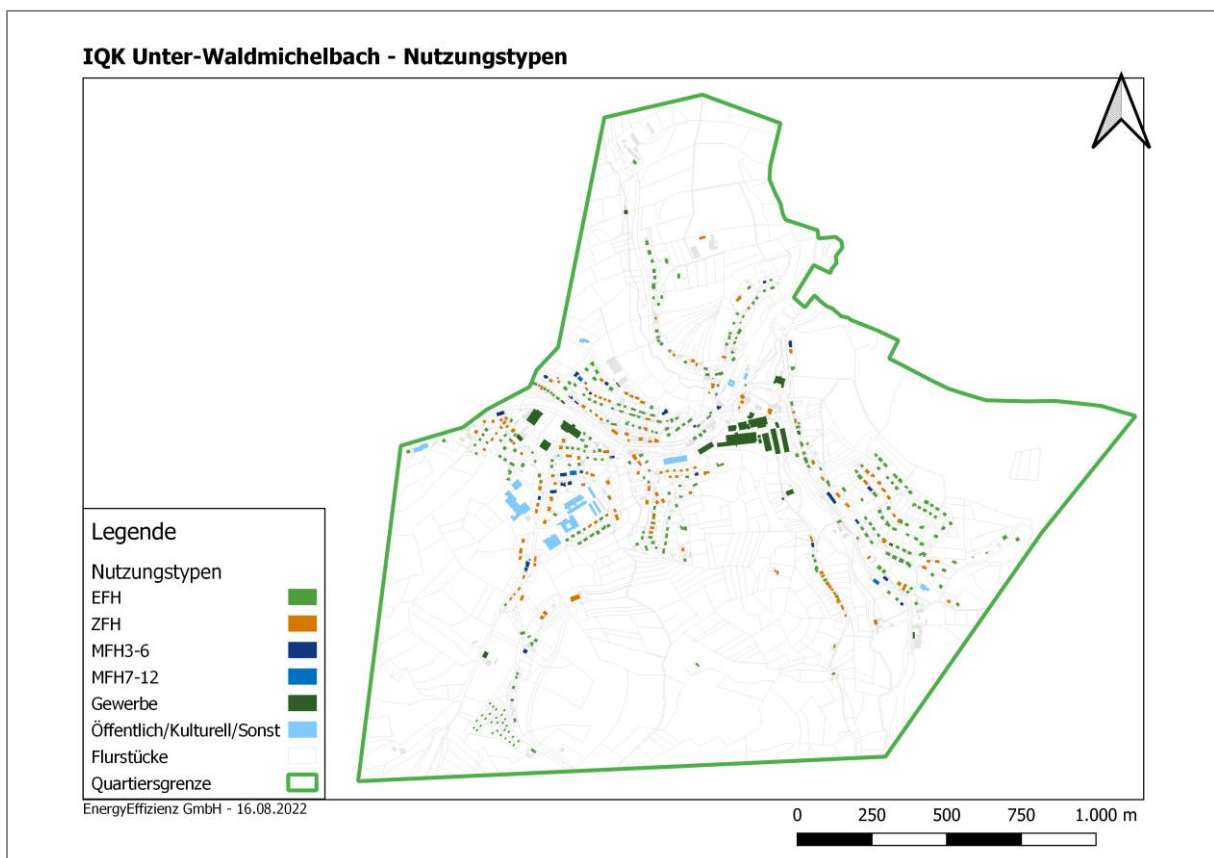 IQK Unter-Waldmichelbach - Nutzungstypen
Legende
Nutzungstypen
EFH
ZFH
MFH3-6
MFH7-12
Gewerbe
Öffentlich/Kulturell/Sonst
Flurstücke
Quartiersgrenze
EnergyEffizienz GmbH - 16.08.2022
0 250 500 750 1.000 m